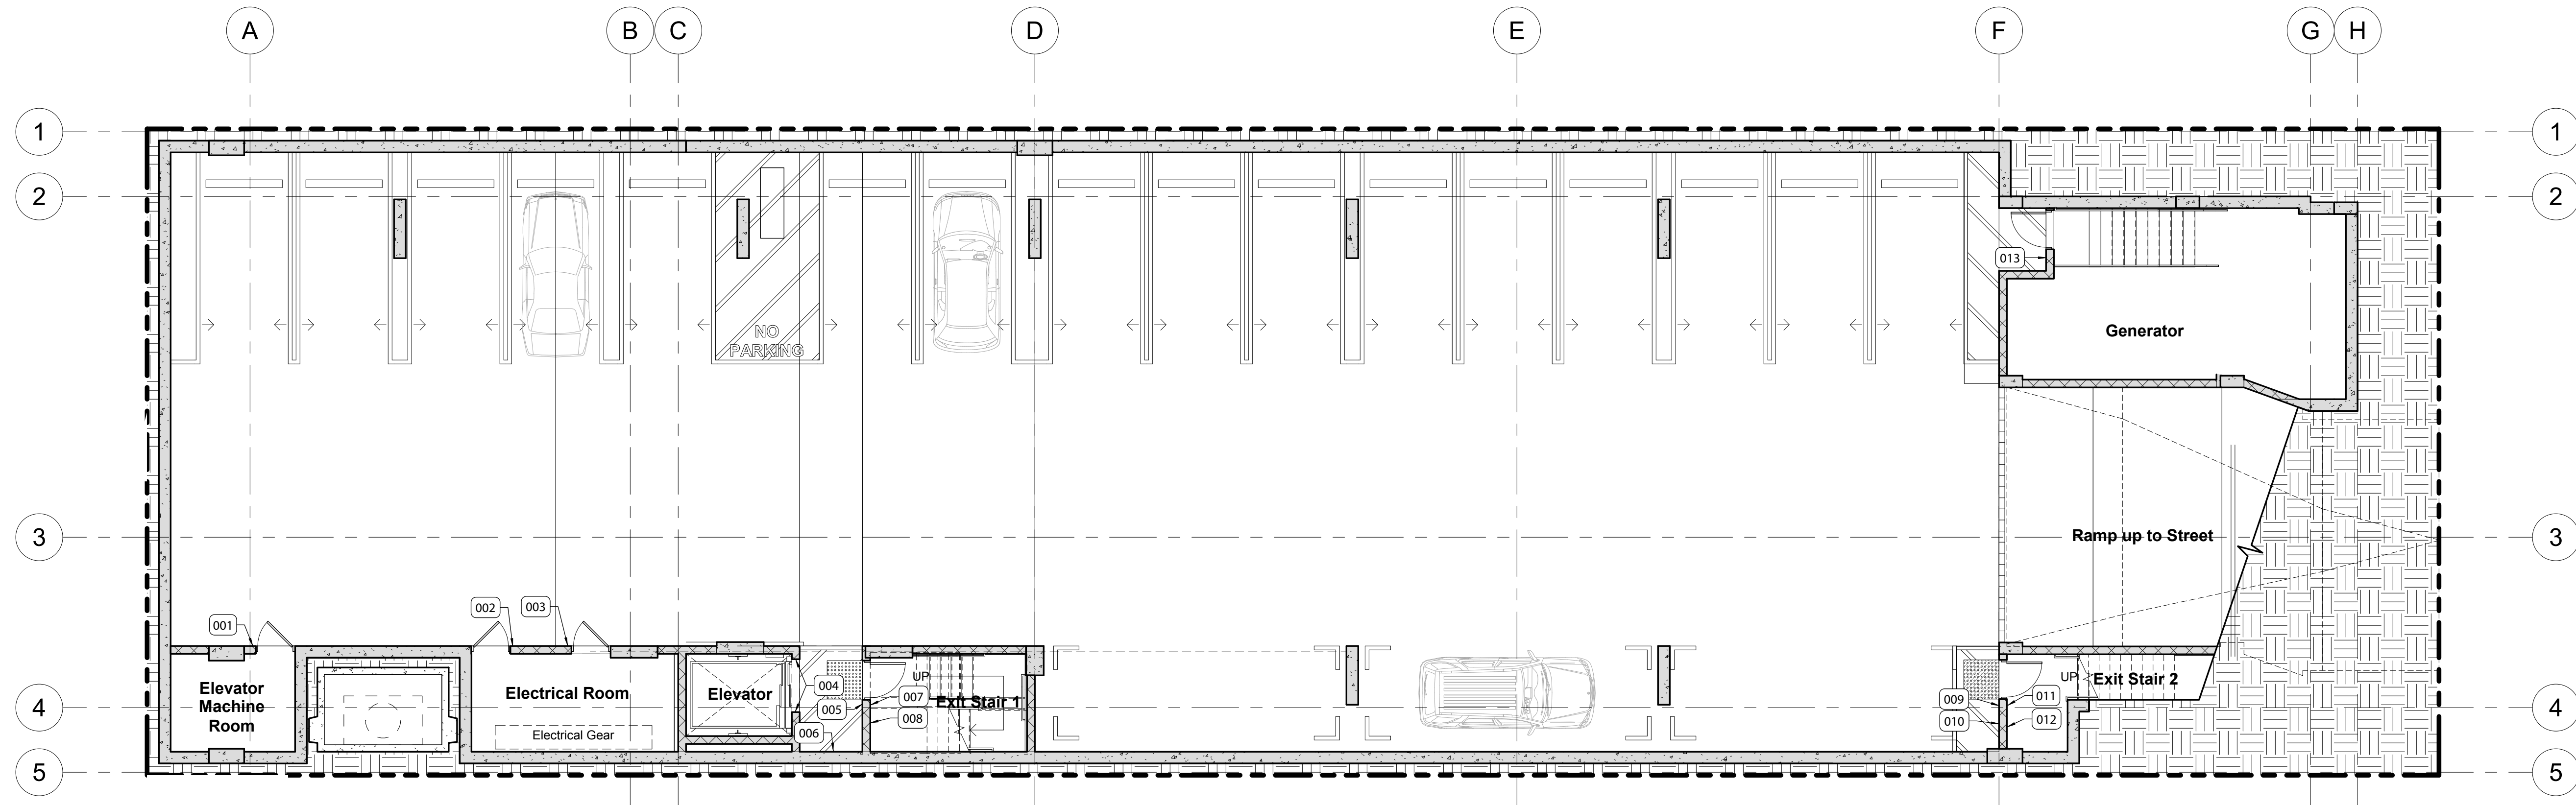 A B C D E F G H
1 1
2 2
013
NO
PARKING
Generator
3 Ramp up to Street 3
001 002 003
Elevator
Machine
Room
Electrical Room
Electrical Gear
Elevator
004
005
006
007
008
UP
Exit Stair 1
009
010
011
012
UP
Exit Stair 2
4 4
5 5